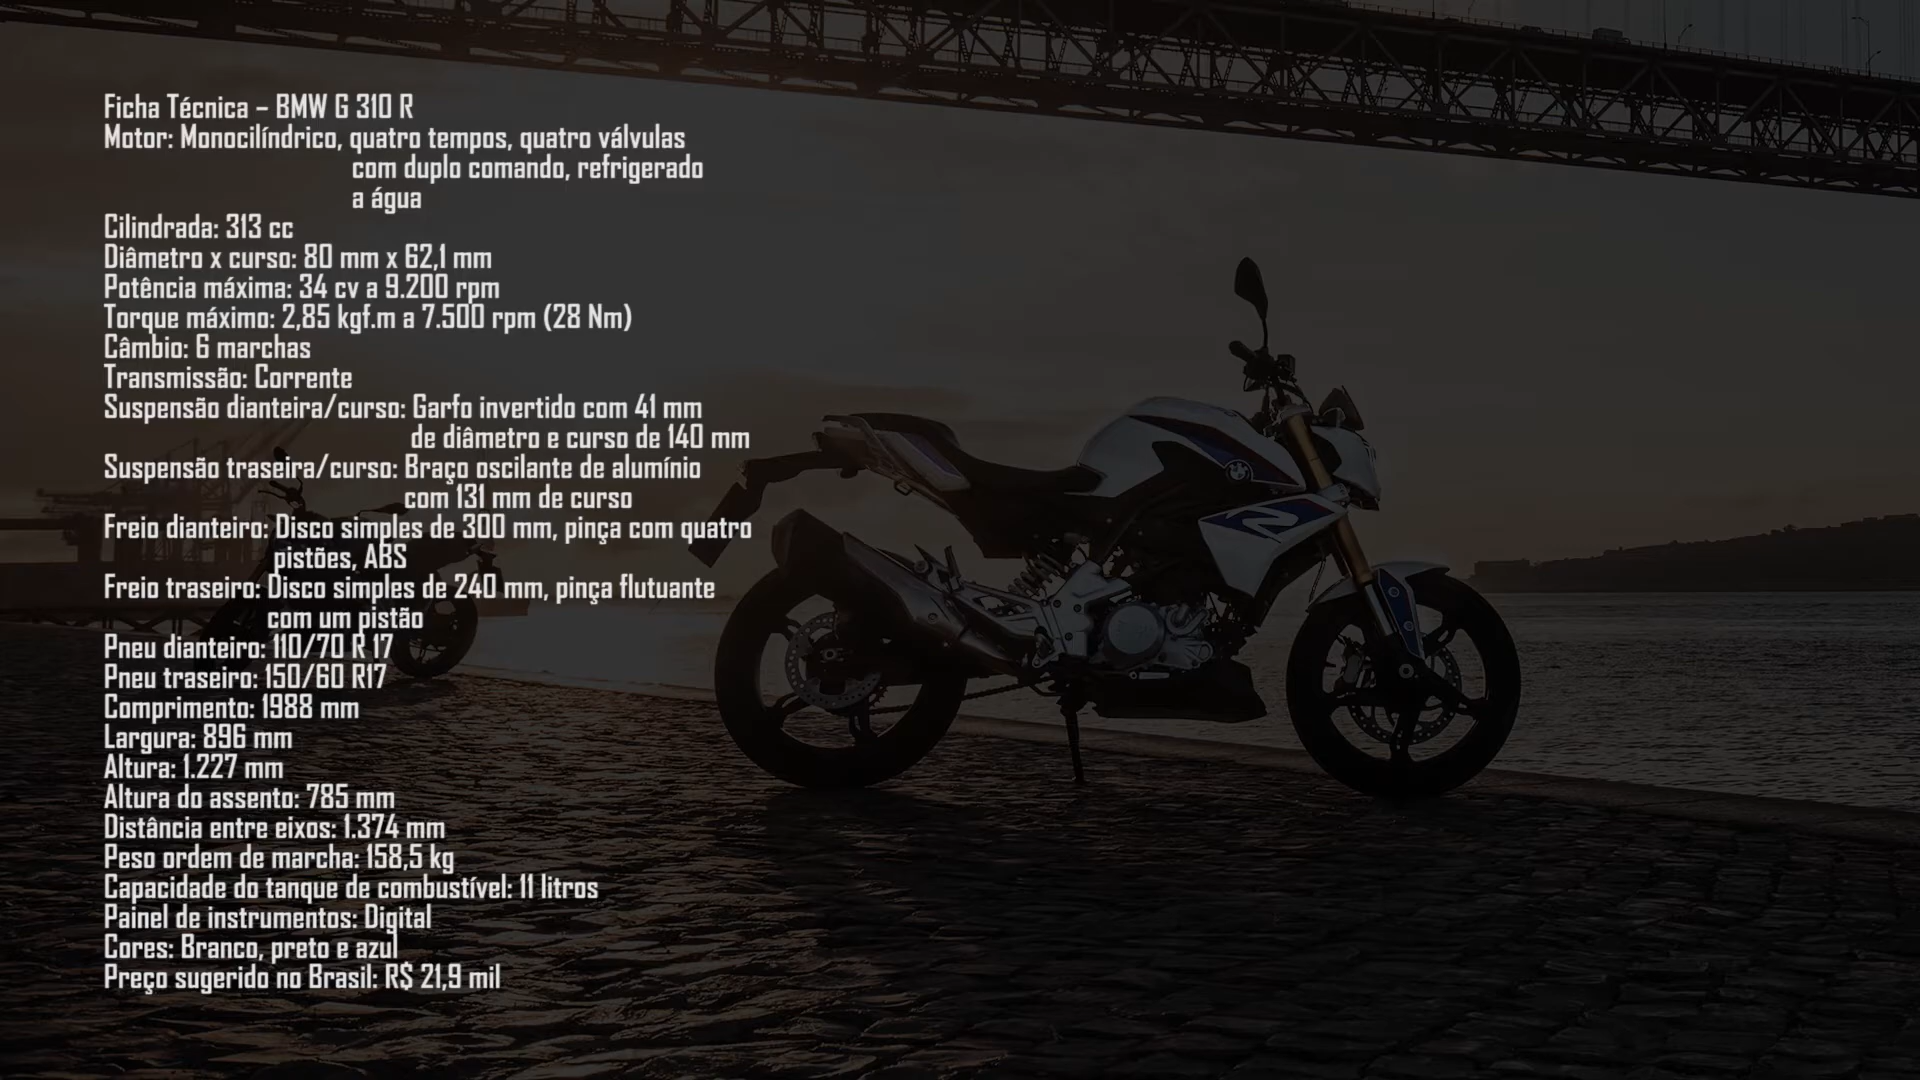 Ficha Técnica – BMW G 310 R
Motor: Monocilíndrico, quatro tempos, quatro válvulas
com duplo comando, refrigerado
a água
Cilindrada: 313 cc
Diâmetro x curso: 80 mm x 62,1 mm
Potência máxima: 34 cv a 9.200 rpm
Torque máximo: 2,85 kgf.m a 7.500 rpm (28 Nm)
Câmbio: 6 marchas
Transmissão: Corrente
Suspensão dianteira/curso: Garfo invertido com 41 mm
de diâmetro e curso de 140 mm
Suspensão traseira/curso: Braço oscilante de alumínio
com 131 mm de curso
Freio dianteiro: Disco simples de 300 mm, pinça com quatro
pistões, ABS
Freio traseiro: Disco simples de 240 mm, pinça flutuante
com um pistão
Pneu dianteiro: 110/70 R 17
Pneu traseiro: 150/60 R17
Comprimento: 1988 mm
Largura: 896 mm
Altura: 1.227 mm
Altura do assento: 785 mm
Distância entre eixos: 1.374 mm
Peso ordem de marcha: 158,5 kg
Capacidade do tanque de combustível: 11 litros
Painel de instrumentos: Digital
Cores: Branco, preto e azul
Preço sugerido no Brasil: R$ 21,9 mil